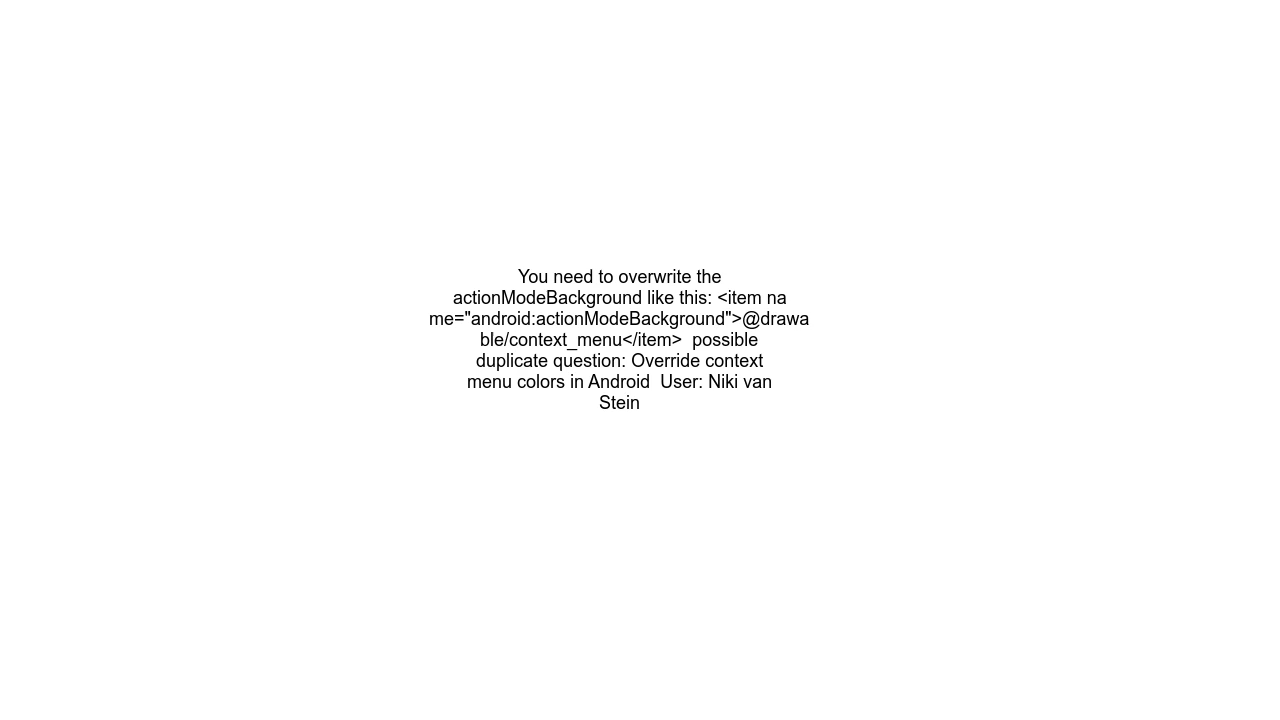 You need to overwrite the
actionModeBackground like this: <item na
me="android:actionModeBackground">@drawa
ble/context_menu</item>  possible
duplicate question: Override context
menu colors in Android  User: Niki van
Stein